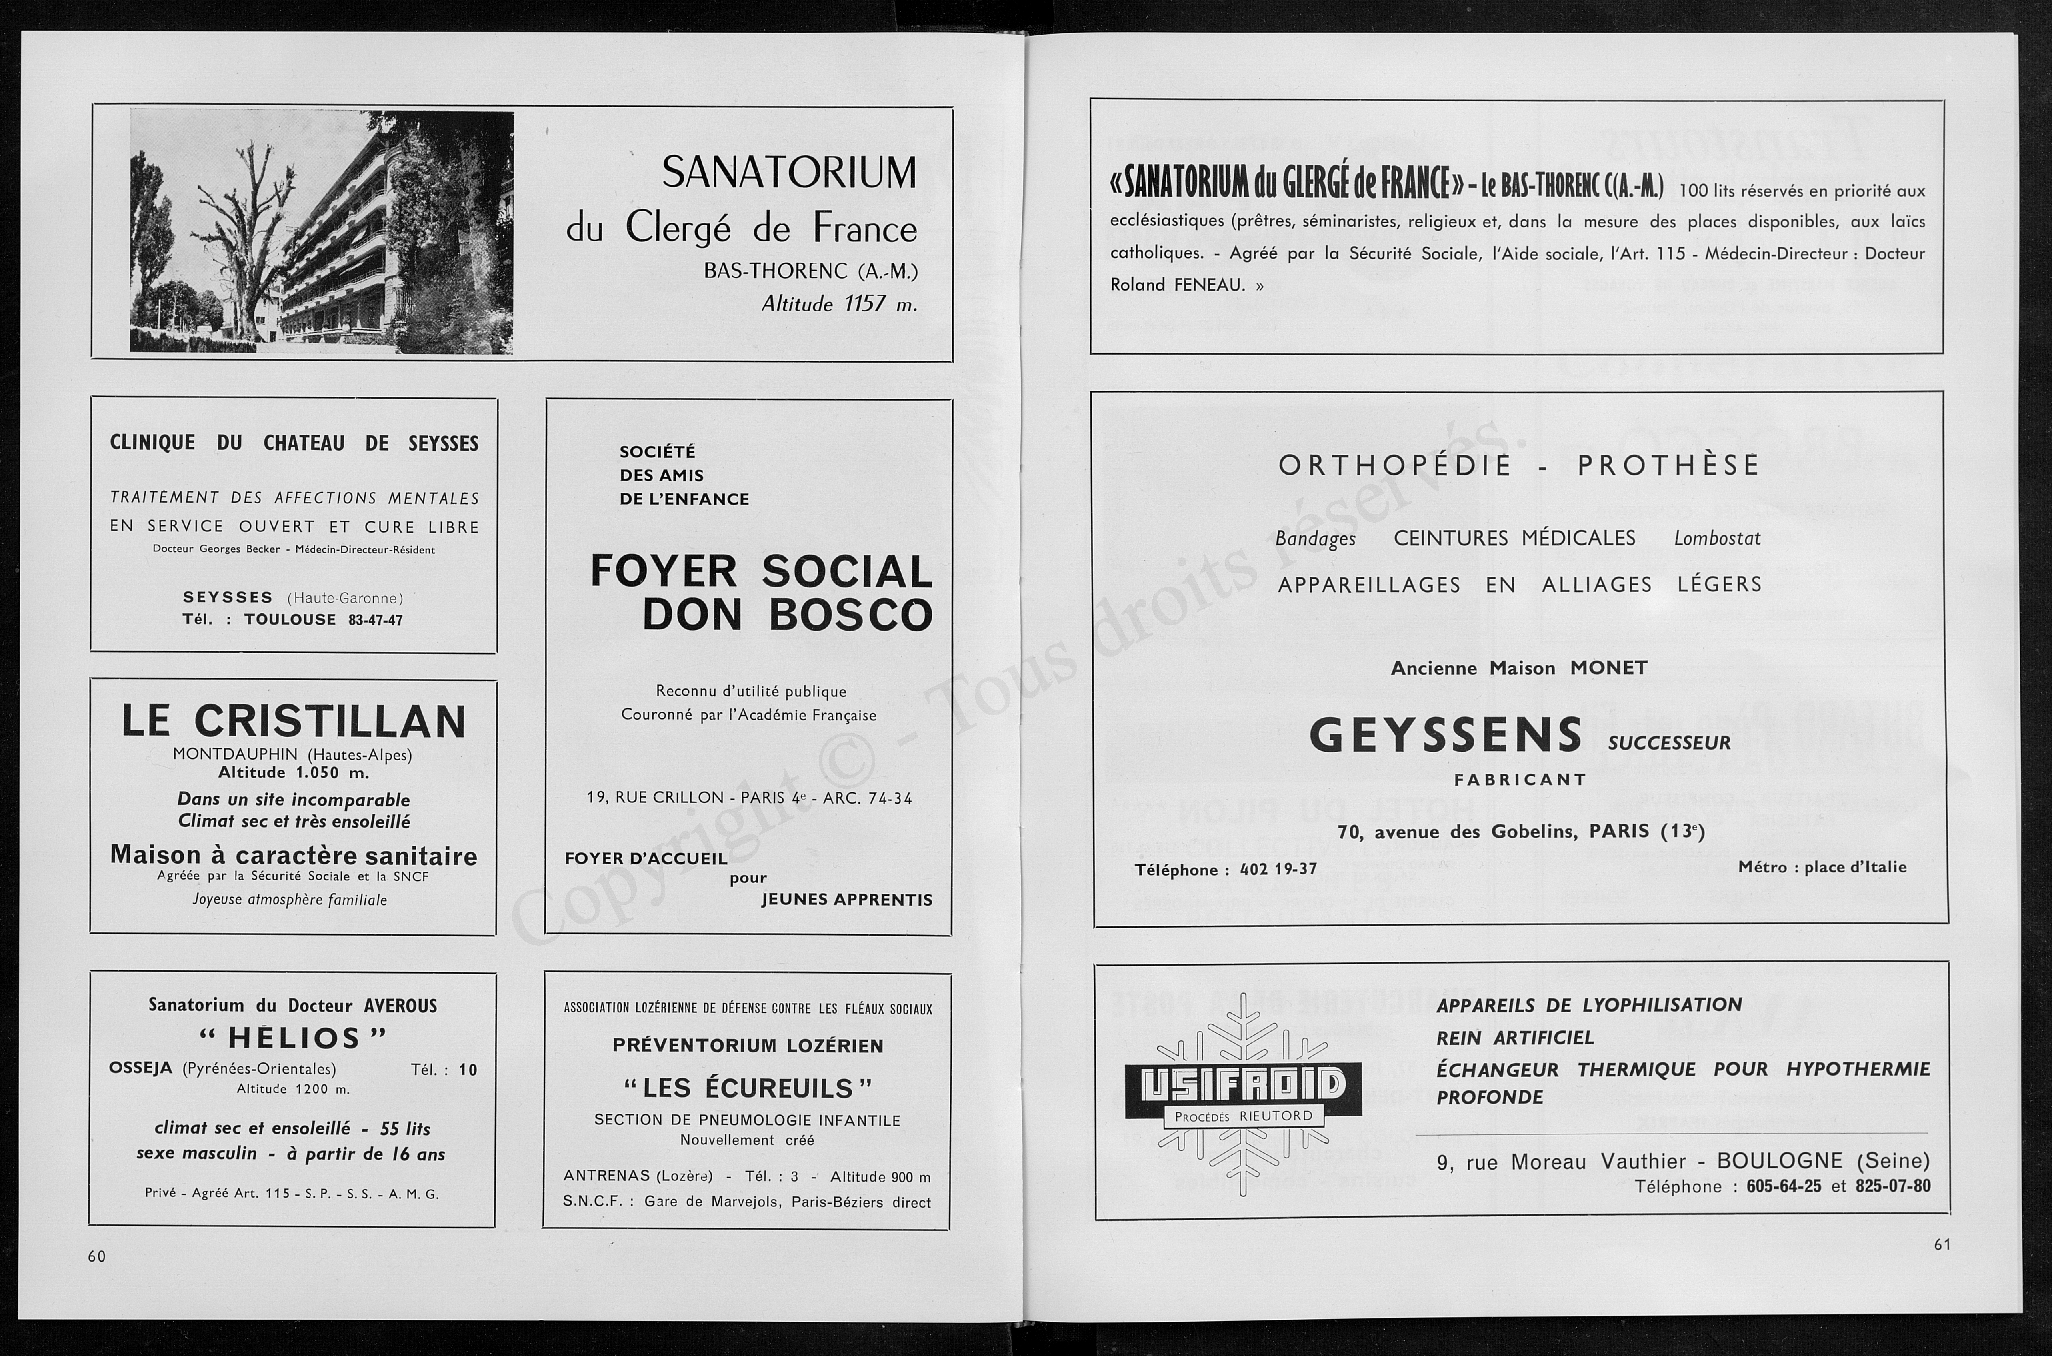 SANATORIUM
du Clergé de France
BAS-THORENC (A.-M.)
Altitude 1157 m.
CLINIQUE DU CHATEAU DE SEYSSES
TRAITEMENT DES AFFECTIONS MENTALES
EN SERVICE OUVERT ET CURE LIBRE
Docteur Georges Becker - Médecin-Directeur-Résident
SEYSSES (Haute-Garonne)
Tél. : TOULOUSE 83-47-47
LE CRISTILLAN
MONTDAUPHIN (Hautes-Alpes)
Altitude 1.050 m.
Dans un site incomparable
Climat sec et très ensoleillé
Maison à caractère sanitaire
Agréée par la Sécurité Sociale et la SNCF
Joyeuse atmosphère familiale
SOCIÉTÉ
DES AMIS
DE L'ENFANCE
FOYER SOCIAL
DON BOSCO
Reconnu d'utilité publique
Couronné par l'Académie Française
19, RUE CRILLON - PARIS 4e - ARC. 74-34
FOYER D'ACCUEIL
pour
JEUNES APPRENTIS
Sanatorium du Docteur AVEROUS
“ HÉLIOS ”
OSSEJA (Pyrénées-Orientales) Tél. : 10
Altitude 1200 m.
climat sec et ensoleillé - 55 lits
sexe masculin - à partir de 16 ans
Privé - Agréé Art. 115 - S.P. - S.S. - A. M. G.
ASSOCIATION LOZÉRIENNE DE DÉFENSE CONTRE LES FLÉAUX SOCIAUX
PRÉVENTORIUM LOZÉRIEN
“ LES ÉCUREUILS ”
SECTION DE PNEUMOLOGIE INFANTILE
Nouvellement créé
ANTRENAS (Lozère) - Tél. : 3 - Altitude 900 m
S.N.C.F. : Gare de Marvejols, Paris-Béziers direct
60
«SANATORIUM du GLERGÉ de FRANCE» - Le BAS-THORENC C(A.-M.) 100 lits réservés en priorité aux
ecclésiastiques (prêtres, séminaristes, religieux et, dans la mesure des places disponibles, aux laïcs
catholiques. - Agréé par la Sécurité Sociale, l'Aide sociale, l'Art. 115 - Médecin-Directeur : Docteur
Roland FENEAU. »
ORTHOPÉDIE - PROTHÈSE
Bandages CEINTURES MÉDICALES Lombostat
APPAREILLAGES EN ALLIAGES LÉGERS
Ancienne Maison MONET
GEYSSENS SUCCESSEUR
FABRICANT
70, avenue des Gobelins, PARIS (13e)
Téléphone : 402 19-37 Métro : place d'Italie
USIFROID
PROCÉDÉS RIEUTORD
APPAREILS DE LYOPHILISATION
REIN ARTIFICIEL
ÉCHANGEUR THERMIQUE POUR HYPOTHERMIE
PROFONDE
9, rue Moreau Vauthier - BOULOGNE (Seine)
Téléphone : 605-64-25 et 825-07-80
61
Copyright © - Tous droits réservés.